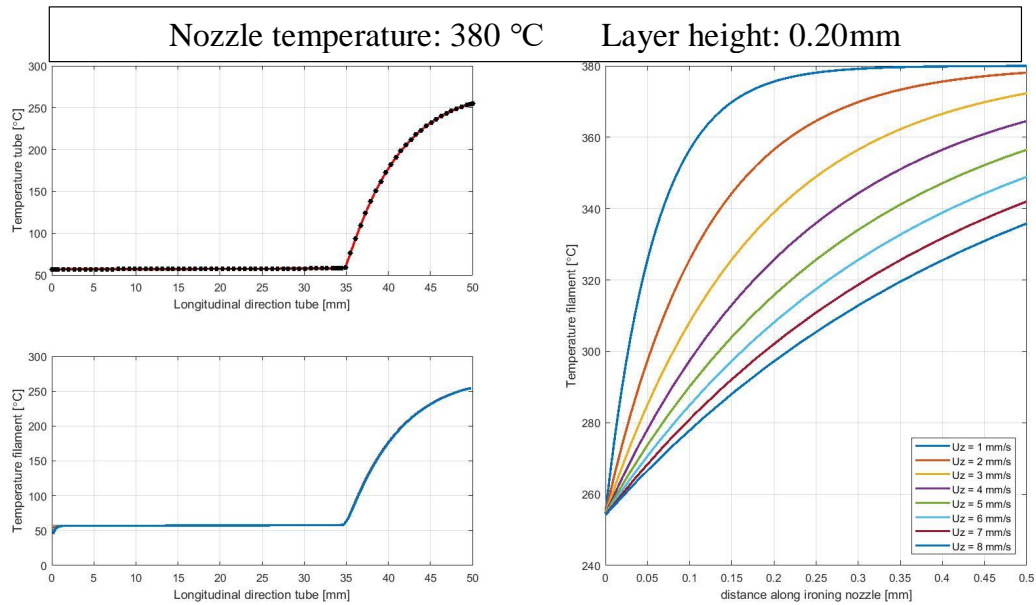 Nozzle temperature: 380 °C Layer height: 0.20mm
300
250
200
150
100
50
Temperature tube [°C]
0 5 10 15 20 25 30 35 40 45 50
Longitudinal direction tube [mm]
300
250
200
150
100
50
0
Temperature filament [°C]
0 5 10 15 20 25 30 35 40 45 50
Longitudinal direction tube [mm]
380
360
340
320
300
280
260
240
Temperature filament [°C]
0 0.05 0.1 0.15 0.2 0.25 0.3 0.35 0.4 0.45 0.5
distance along ironing nozzle [mm]
Uz = 1 mm/s
Uz = 2 mm/s
Uz = 3 mm/s
Uz = 4 mm/s
Uz = 5 mm/s
Uz = 6 mm/s
Uz = 7 mm/s
Uz = 8 mm/s